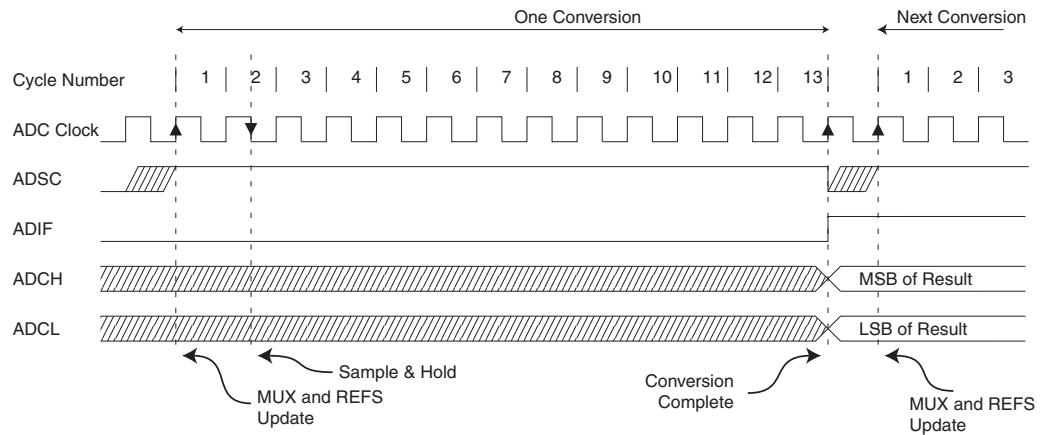 One Conversion
Next Conversion
Cycle Number 1 2 3 4 5 6 7 8 9 10 11 12 13 1 2 3
ADC Clock
ADSC
ADIF
ADCH MSB of Result
ADCL LSB of Result
Sample & Hold
MUX and REFS
Update
Conversion
Complete
MUX and REFS
Update